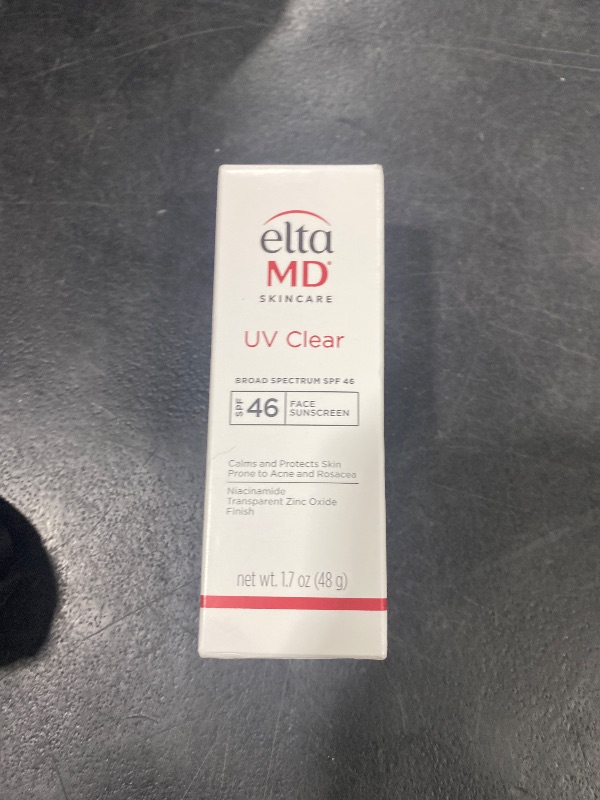 elta
MD®
SKINCARE
UV Clear
BROAD SPECTRUM SPF 46
SPF 46 FACE
SUNSCREEN
Calms and Protects Skin
Prone to Acne and Rosacea
Niacinamide
Transparent Zinc Oxide
Finish
net wt. 1.7 oz (48 g)